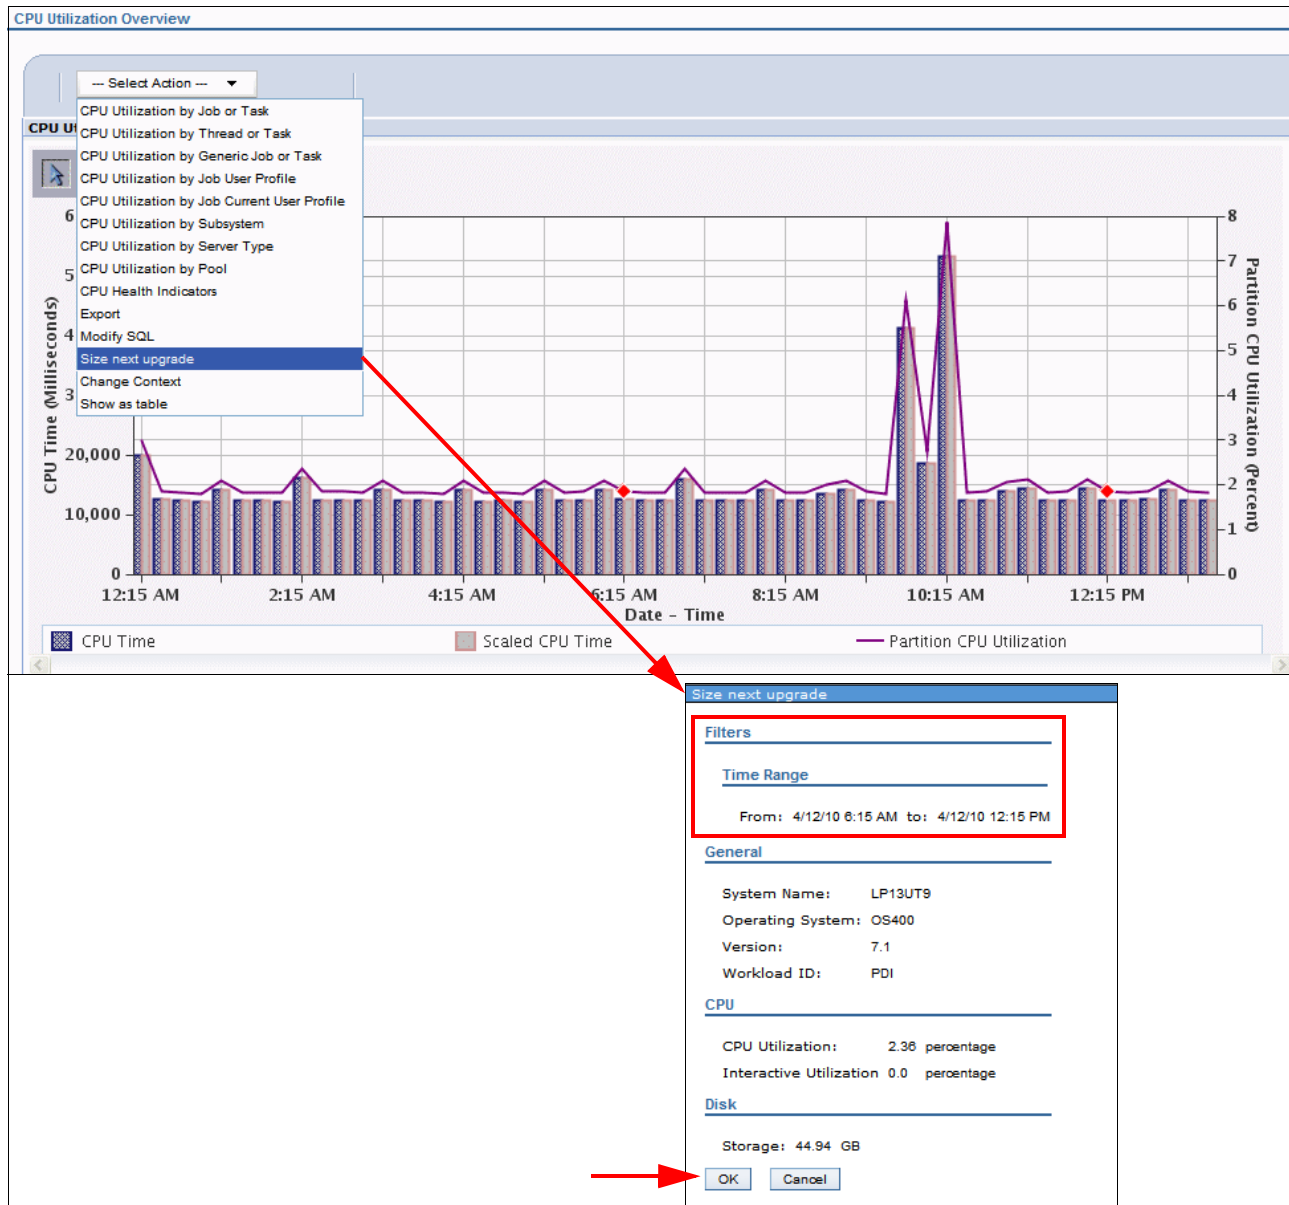 CPU Utilization Overview
--- Select Action ---
CPU Utilization by Job or Task
CPU Ut
CPU Utilization by Thread or Task
CPU Utilization by Generic Job or Task
CPU Utilization by Job User Profile
CPU Utilization by Job Current User Profile
CPU Utilization by Subsystem
CPU Utilization by Server Type
CPU Utilization by Pool
CPU Health Indicators
Export
Modify SQL
Size next upgrade
Change Context
Show as table
CPU Time (Milliseconds)
6
5
4
3
20,000
10,000
0
8
7
6
5
4
3
2
1
0
Partition CPU Utilization (Percent)
12:15 AM 2:15 AM 4:15 AM 6:15 AM 8:15 AM 10:15 AM 12:15 PM
Date - Time
CPU Time Scaled CPU Time Partition CPU Utilization
Size next upgrade
Filters
Time Range
From: 4/12/10 6:15 AM to: 4/12/10 12:15 PM
General
System Name: LP13UT9
Operating System: OS400
Version: 7.1
Workload ID: PDI
CPU
CPU Utilization: 2.36 percentage
Interactive Utilization 0.0 percentage
Disk
Storage: 44.94 GB
OK Cancel